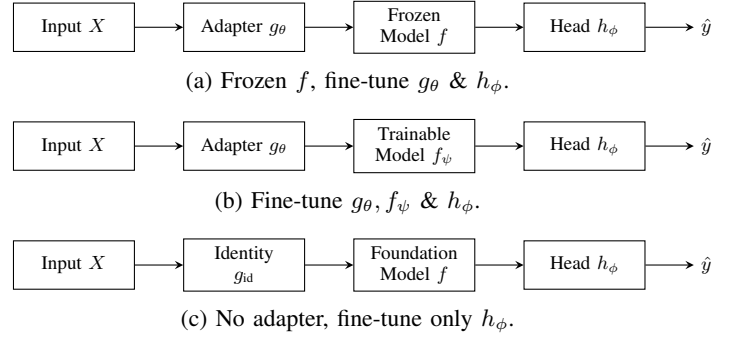 Input X
Adapter gθ
Frozen
Model f
Head hϕ
ŷ
(a) Frozen f, fine-tune gθ & hϕ.
Input X
Adapter gθ
Trainable
Model fψ
Head hϕ
ŷ
(b) Fine-tune gθ, fψ & hϕ.
Input X
Identity
gid
Foundation
Model f
Head hϕ
ŷ
(c) No adapter, fine-tune only hϕ.